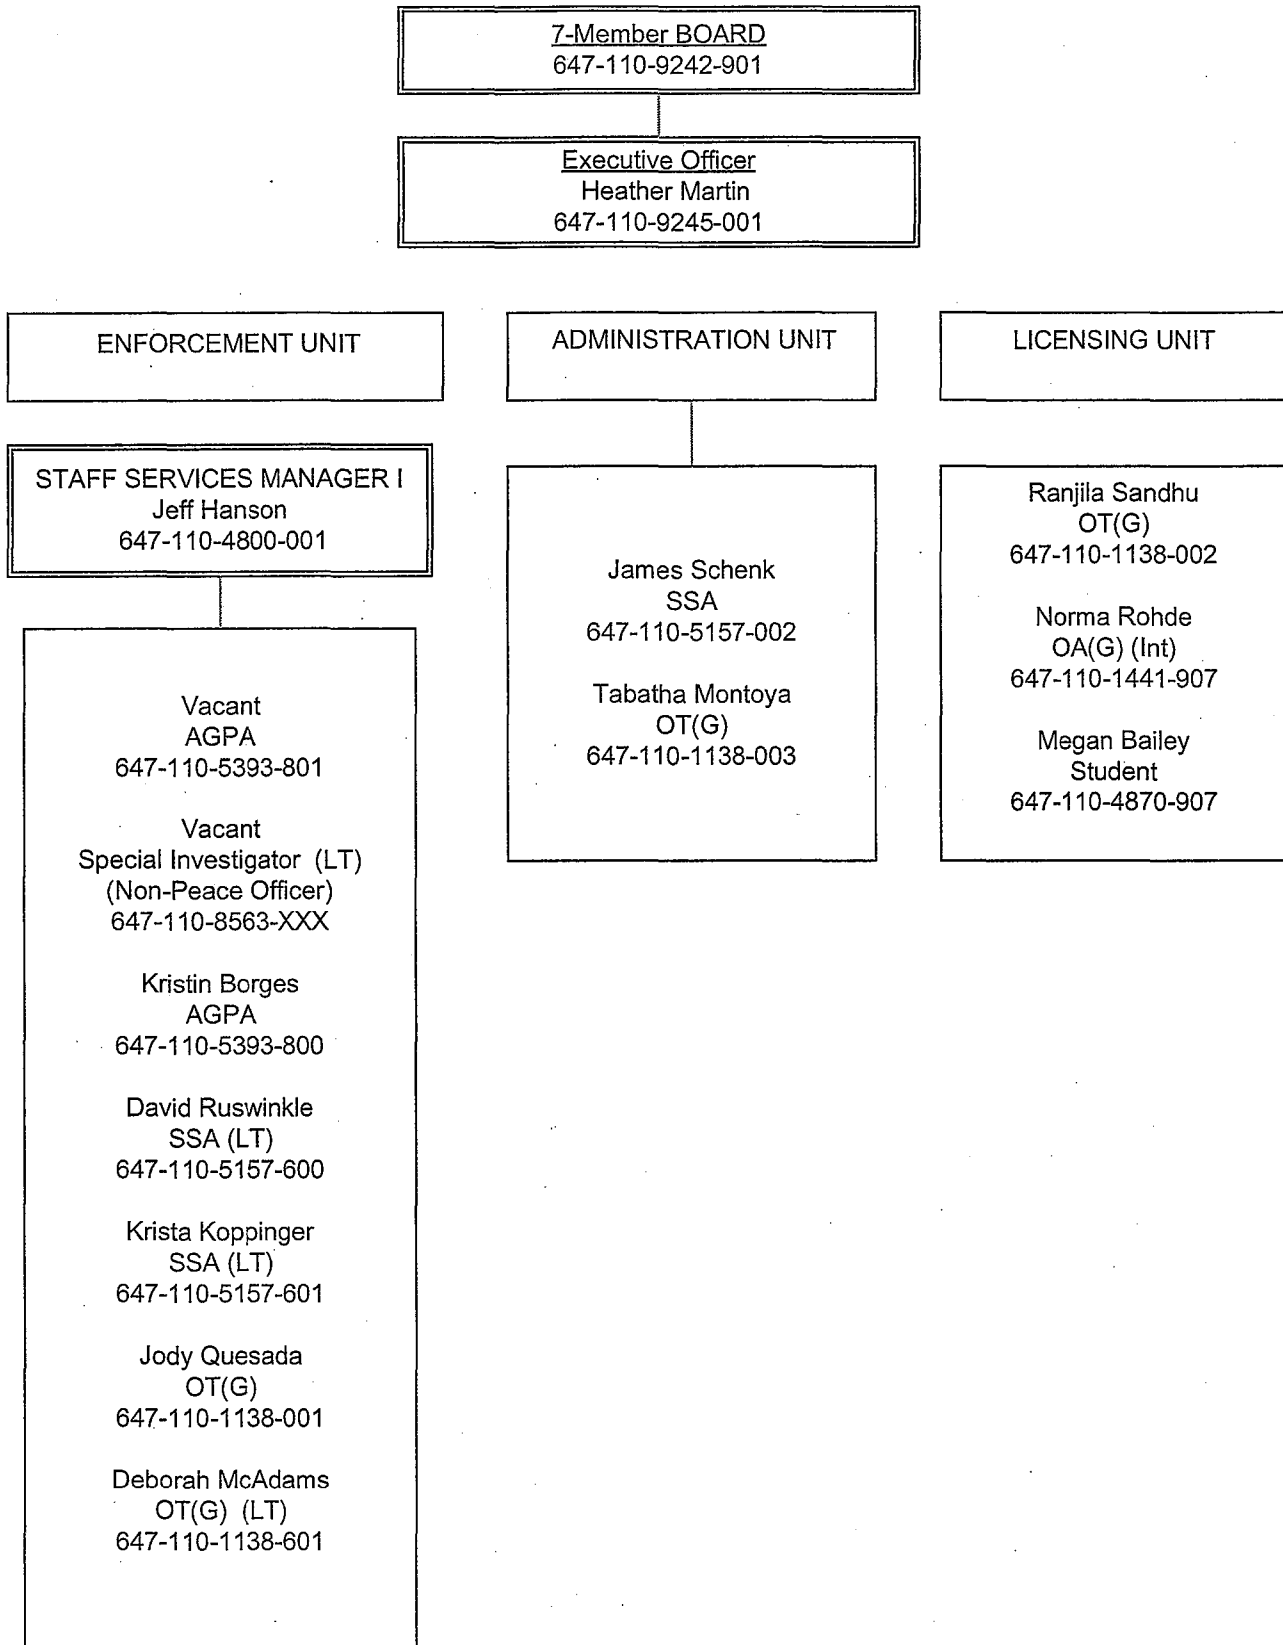 7-Member BOARD
647-110-9242-901
Executive Officer
Heather Martin
647-110-9245-001
ENFORCEMENT UNIT
STAFF SERVICES MANAGER I
Jeff Hanson
647-110-4800-001
Vacant
AGPA
647-110-5393-801
Vacant
Special Investigator (LT)
(Non-Peace Officer)
647-110-8563-XXX
Kristin Borges
AGPA
647-110-5393-800
David Ruswinkle
SSA (LT)
647-110-5157-600
Krista Koppinger
SSA (LT)
647-110-5157-601
Jody Quesada
OT(G)
647-110-1138-001
Deborah McAdams
OT(G) (LT)
647-110-1138-601
ADMINISTRATION UNIT
James Schenk
SSA
647-110-5157-002
Tabatha Montoya
OT(G)
647-110-1138-003
LICENSING UNIT
Ranjila Sandhu
OT(G)
647-110-1138-002
Norma Rohde
OA(G) (Int)
647-110-1441-907
Megan Bailey
Student
647-110-4870-907